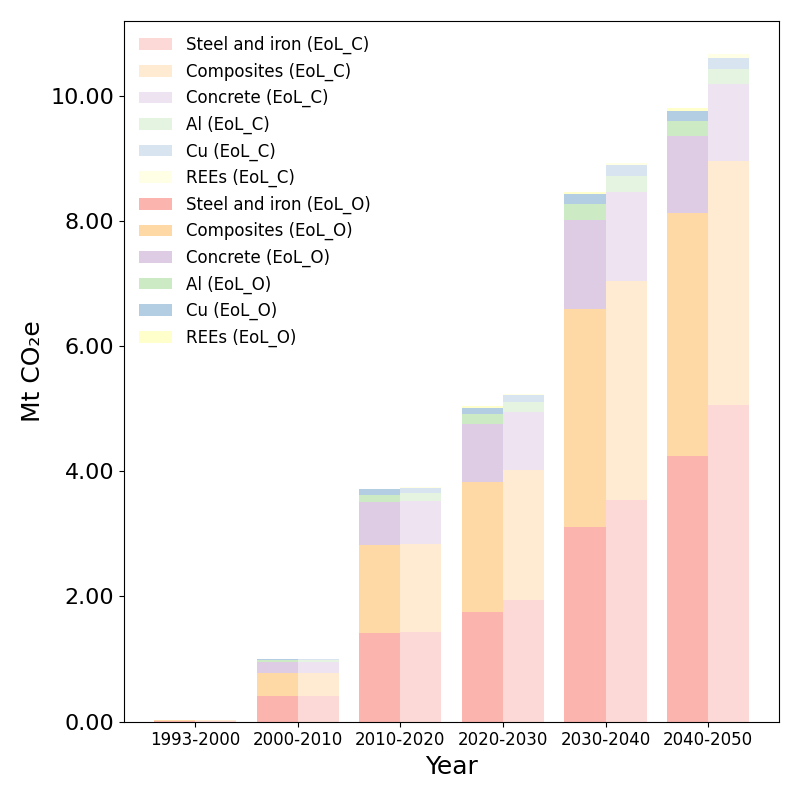 Steel and iron (EoL_C)
Composites (EoL_C)
Concrete (EoL_C)
Al (EoL_C)
Cu (EoL_C)
REEs (EoL_C)
Steel and iron (EoL_O)
Composites (EoL_O)
Concrete (EoL_O)
Al (EoL_O)
Cu (EoL_O)
REEs (EoL_O)
Mt CO₂e
10.00
8.00
6.00
4.00
2.00
0.00
1993-2000 2000-2010 2010-2020 2020-2030 2030-2040 2040-2050
Year